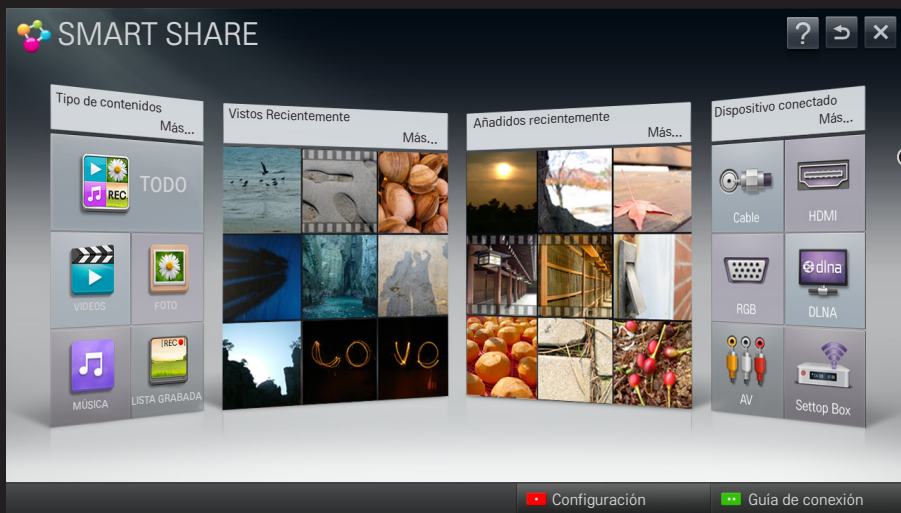 SMART SHARE
?
Tipo de contenidos
Más...
TODO
REC
VIDEOS
FOTO
MÚSICA
[REC●]
LISTA GRABADA
Vistos Recientemente
Más...
LOVO
Añadidos recientemente
Más...
Dispositivo conectado
Más...
Cable
HDMI
RGB
dlna
DLNA
AV
Settop Box
Configuración
Guía de conexión